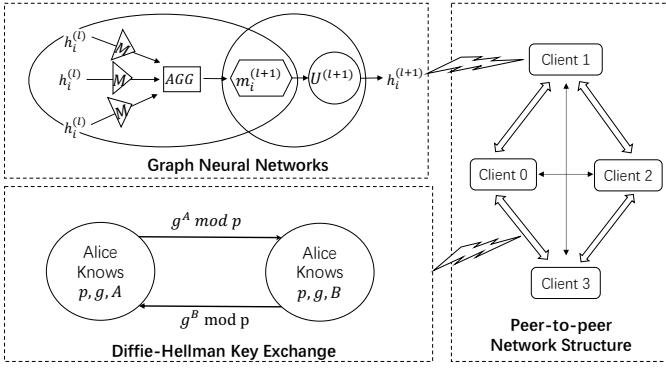 h_i^{(l)}
h_i^{(l)}
h_i^{(l)}
M
M
M
AGG
m_i^{(l+1)}
U^{(l+1)}
h_i^{(l+1)}
Graph Neural Networks
g^A mod p
Alice
Knows
p, g, A
Alice
Knows
p, g, B
g^B mod p
Diffie-Hellman Key Exchange
Client 1
Client 0
Client 2
Client 3
Peer-to-peer
Network Structure